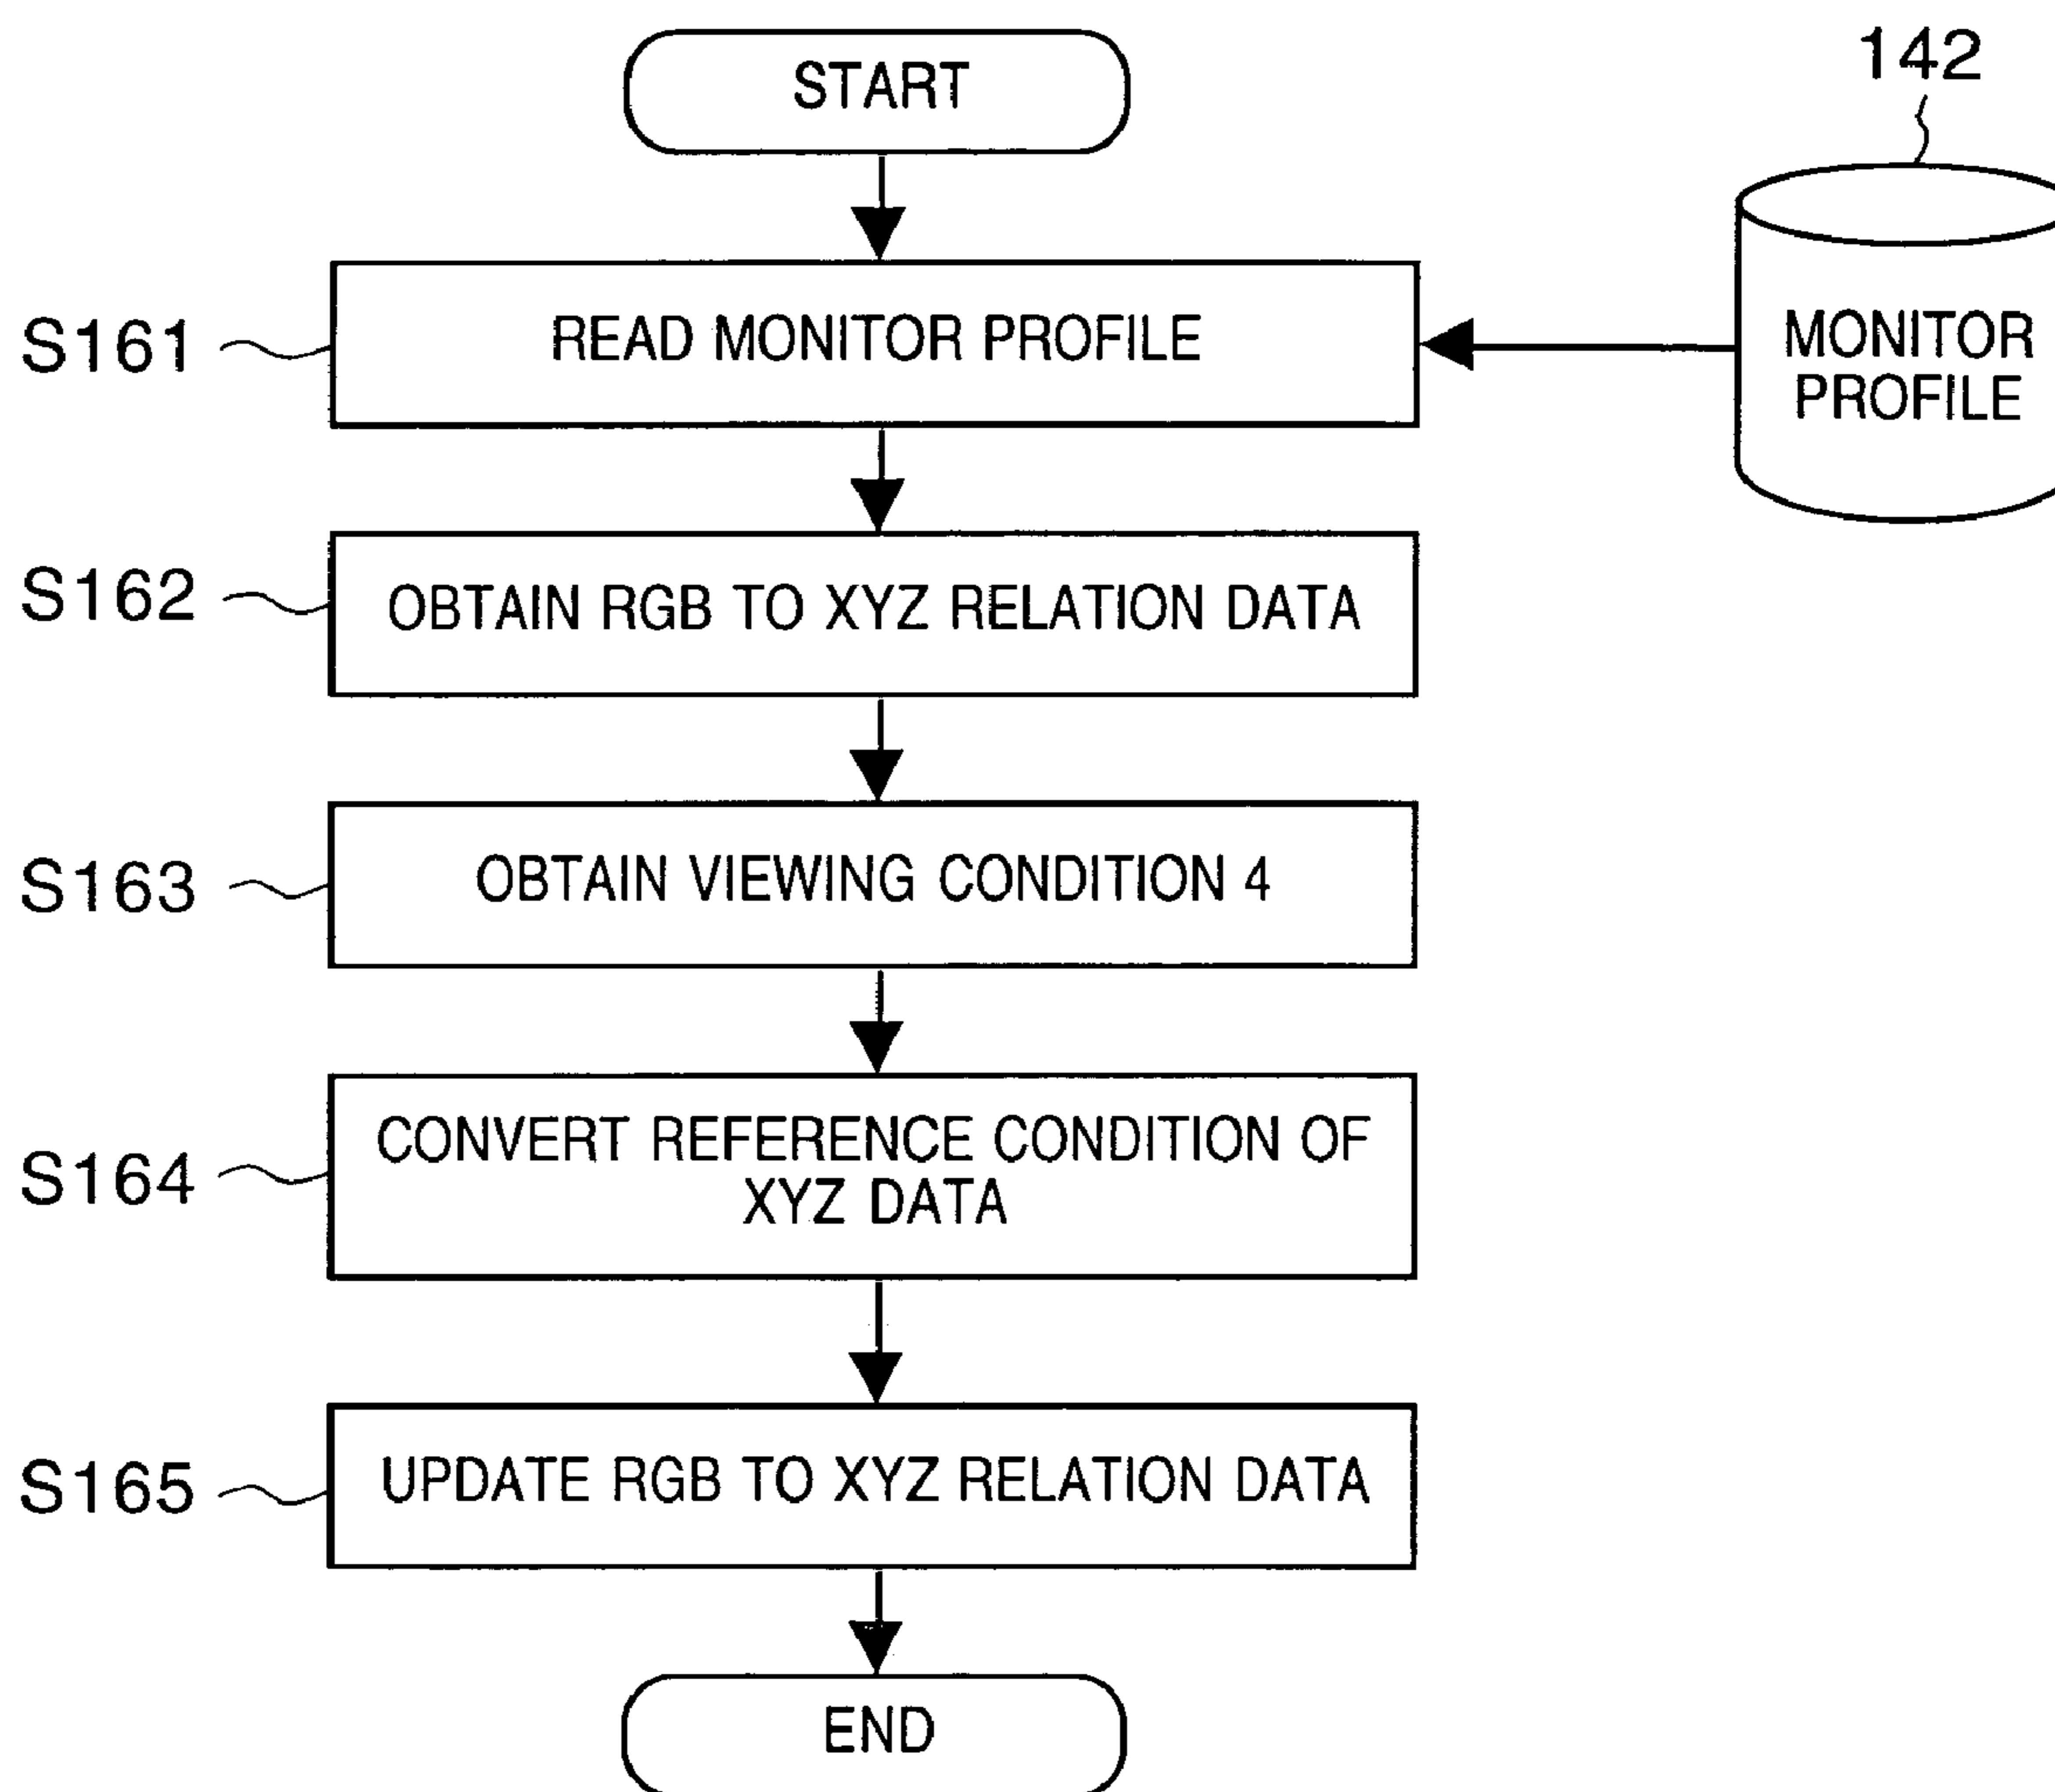 START
142
S161
READ MONITOR PROFILE
MONITOR
PROFILE
S162
OBTAIN RGB TO XYZ RELATION DATA
S163
OBTAIN VIEWING CONDITION 4
S164
CONVERT REFERENCE CONDITION OF
XYZ DATA
S165
UPDATE RGB TO XYZ RELATION DATA
END